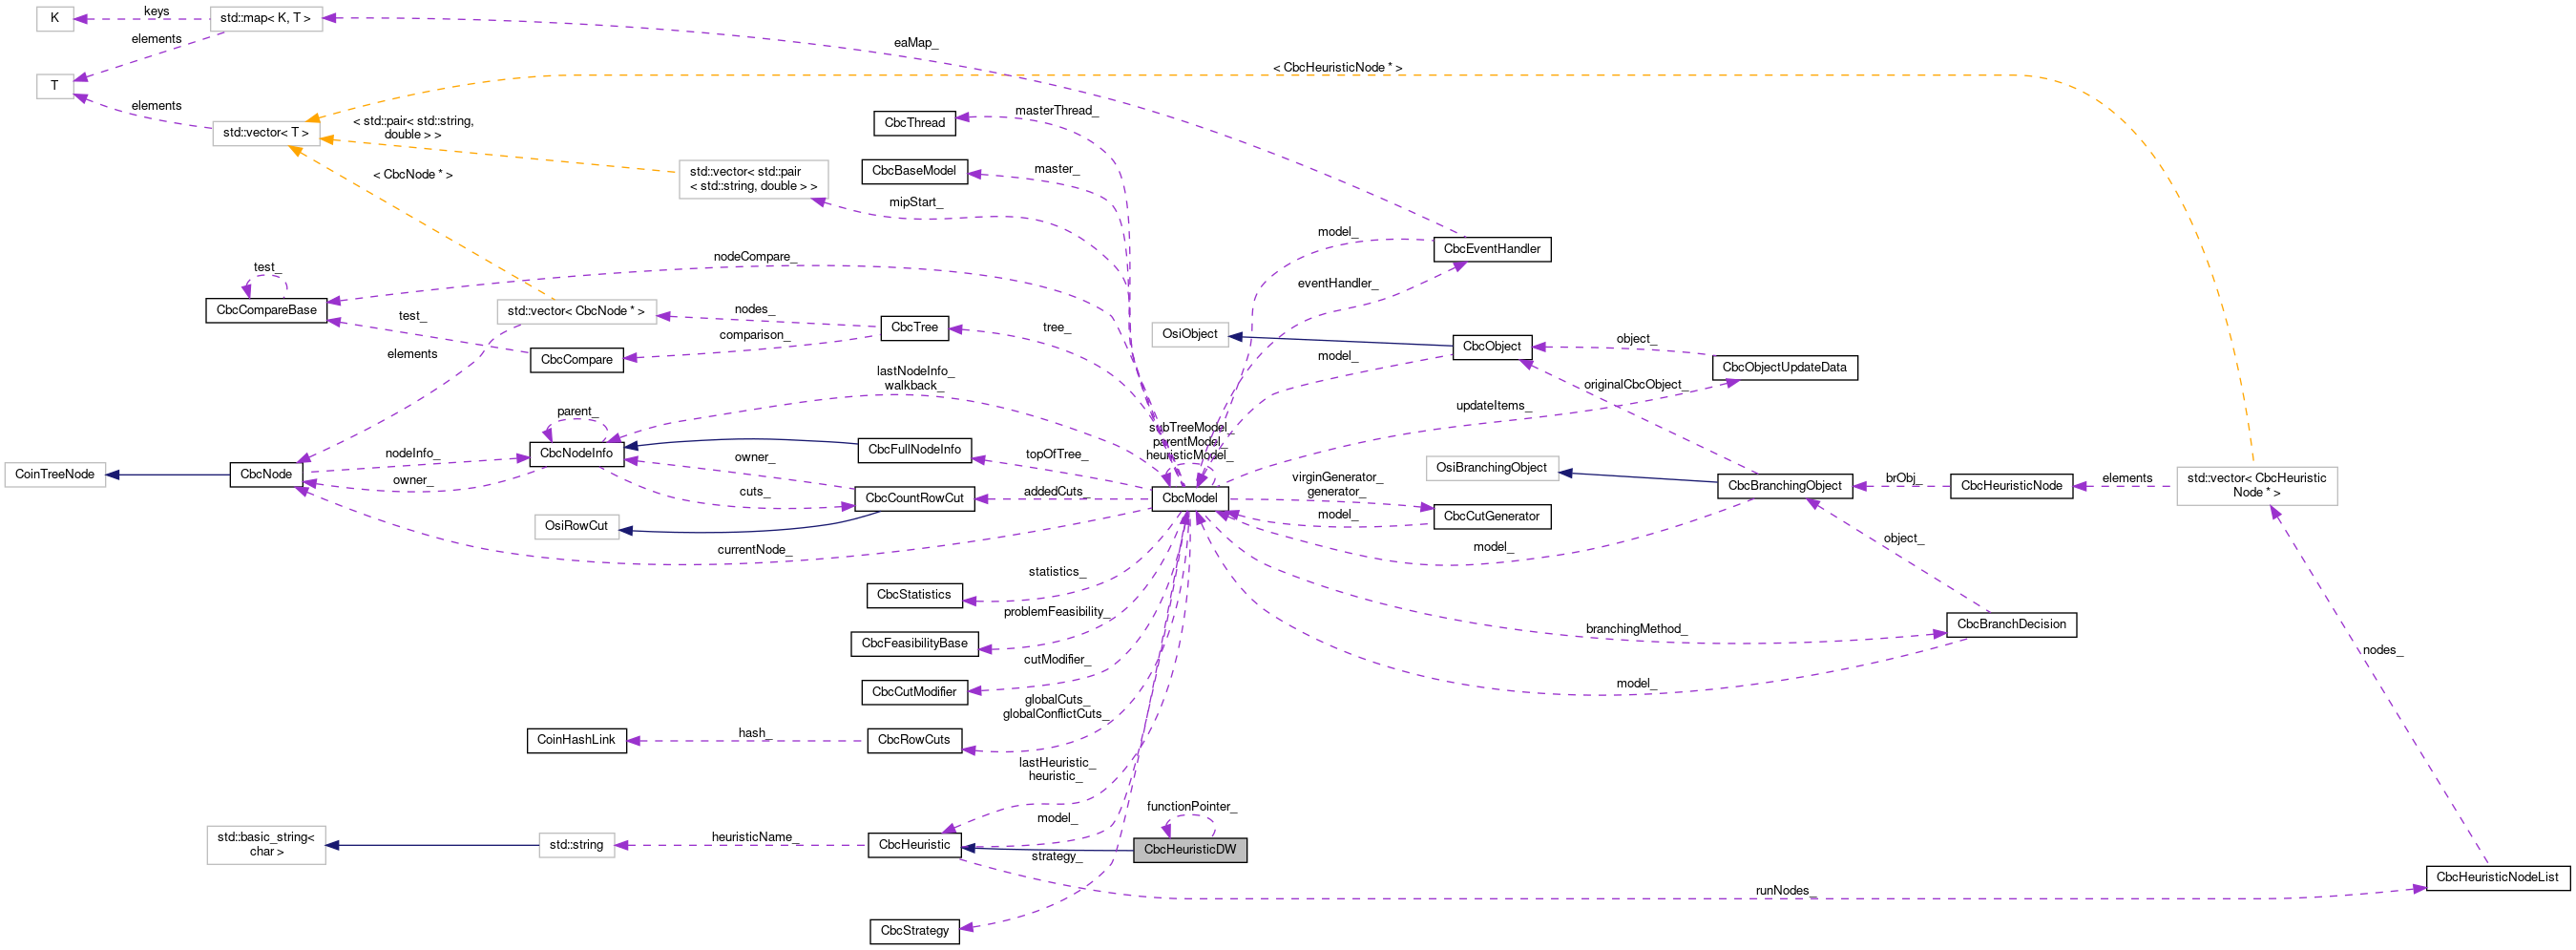 K
keys
std::map< K, T >
elements
eaMap_
T
< CbcHeuristicNode * >
elements
std::vector< T >
< std::pair< std::string,
double > >
masterThread_
CbcThread
< CbcNode * >
std::vector< std::pair
< std::string, double > >
CbcBaseModel
master_
mipStart_
model_
CbcEventHandler
nodeCompare_
test_
eventHandler_
CbcCompareBase
std::vector< CbcNode * >
nodes_
test_
CbcTree
tree_
comparison_
OsiObject
CbcObject
object_
elements
CbcCompare
model_
CbcObjectUpdateData
lastNodeInfo_
walkback_
originalCbcObject_
updateItems_
parent_
subTreeModel_
parentModel_
heuristicModel_
nodeInfo_
CbcNodeInfo
owner_
CbcFullNodeInfo
topOfTree_
CoinTreeNode
CbcNode
owner_
cuts_
CbcCountRowCut
addedCuts_
CbcModel
virginGenerator_
generator_
OsiBranchingObject
CbcBranchingObject
brObj_
CbcHeuristicNode
elements
std::vector< CbcHeuristic
Node * >
model_
CbcCutGenerator
OsiRowCut
currentNode_
model_
object_
statistics_
CbcStatistics
problemFeasibility_
CbcFeasibilityBase
branchingMethod_
CbcBranchDecision
cutModifier_
CbcCutModifier
model_
nodes_
globalCuts_
globalConflictCuts_
CoinHashLink
hash_
CbcRowCuts
lastHeuristic_
heuristic_
functionPointer_
model_
std::basic_string<
char >
std::string
heuristicName_
CbcHeuristic
CbcHeuristicDW
strategy_
runNodes_
CbcHeuristicNodeList
CbcStrategy